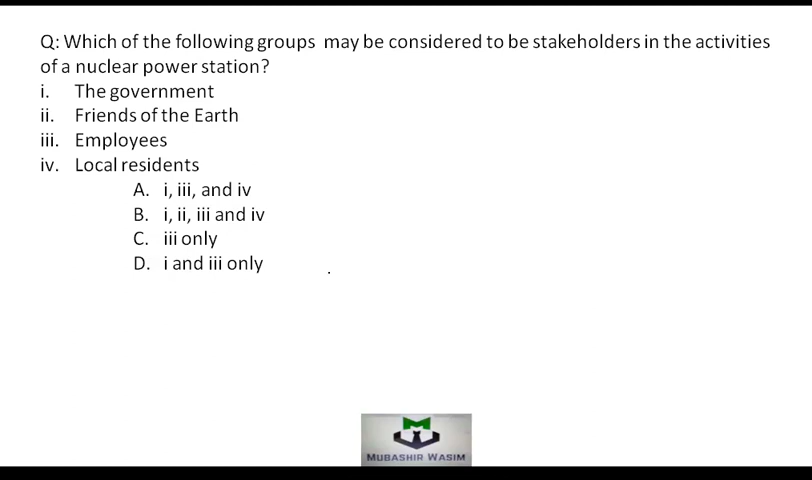 Q: Which of the following groups may be considered to be stakeholders in the activities
of a nuclear power station?
i. The government
ii. Friends of the Earth
iii. Employees
iv. Local residents
A. i, iii, and iv
B. i, ii, iii and iv
C. iii only
D. i and iii only
MUBASHIR WASIM